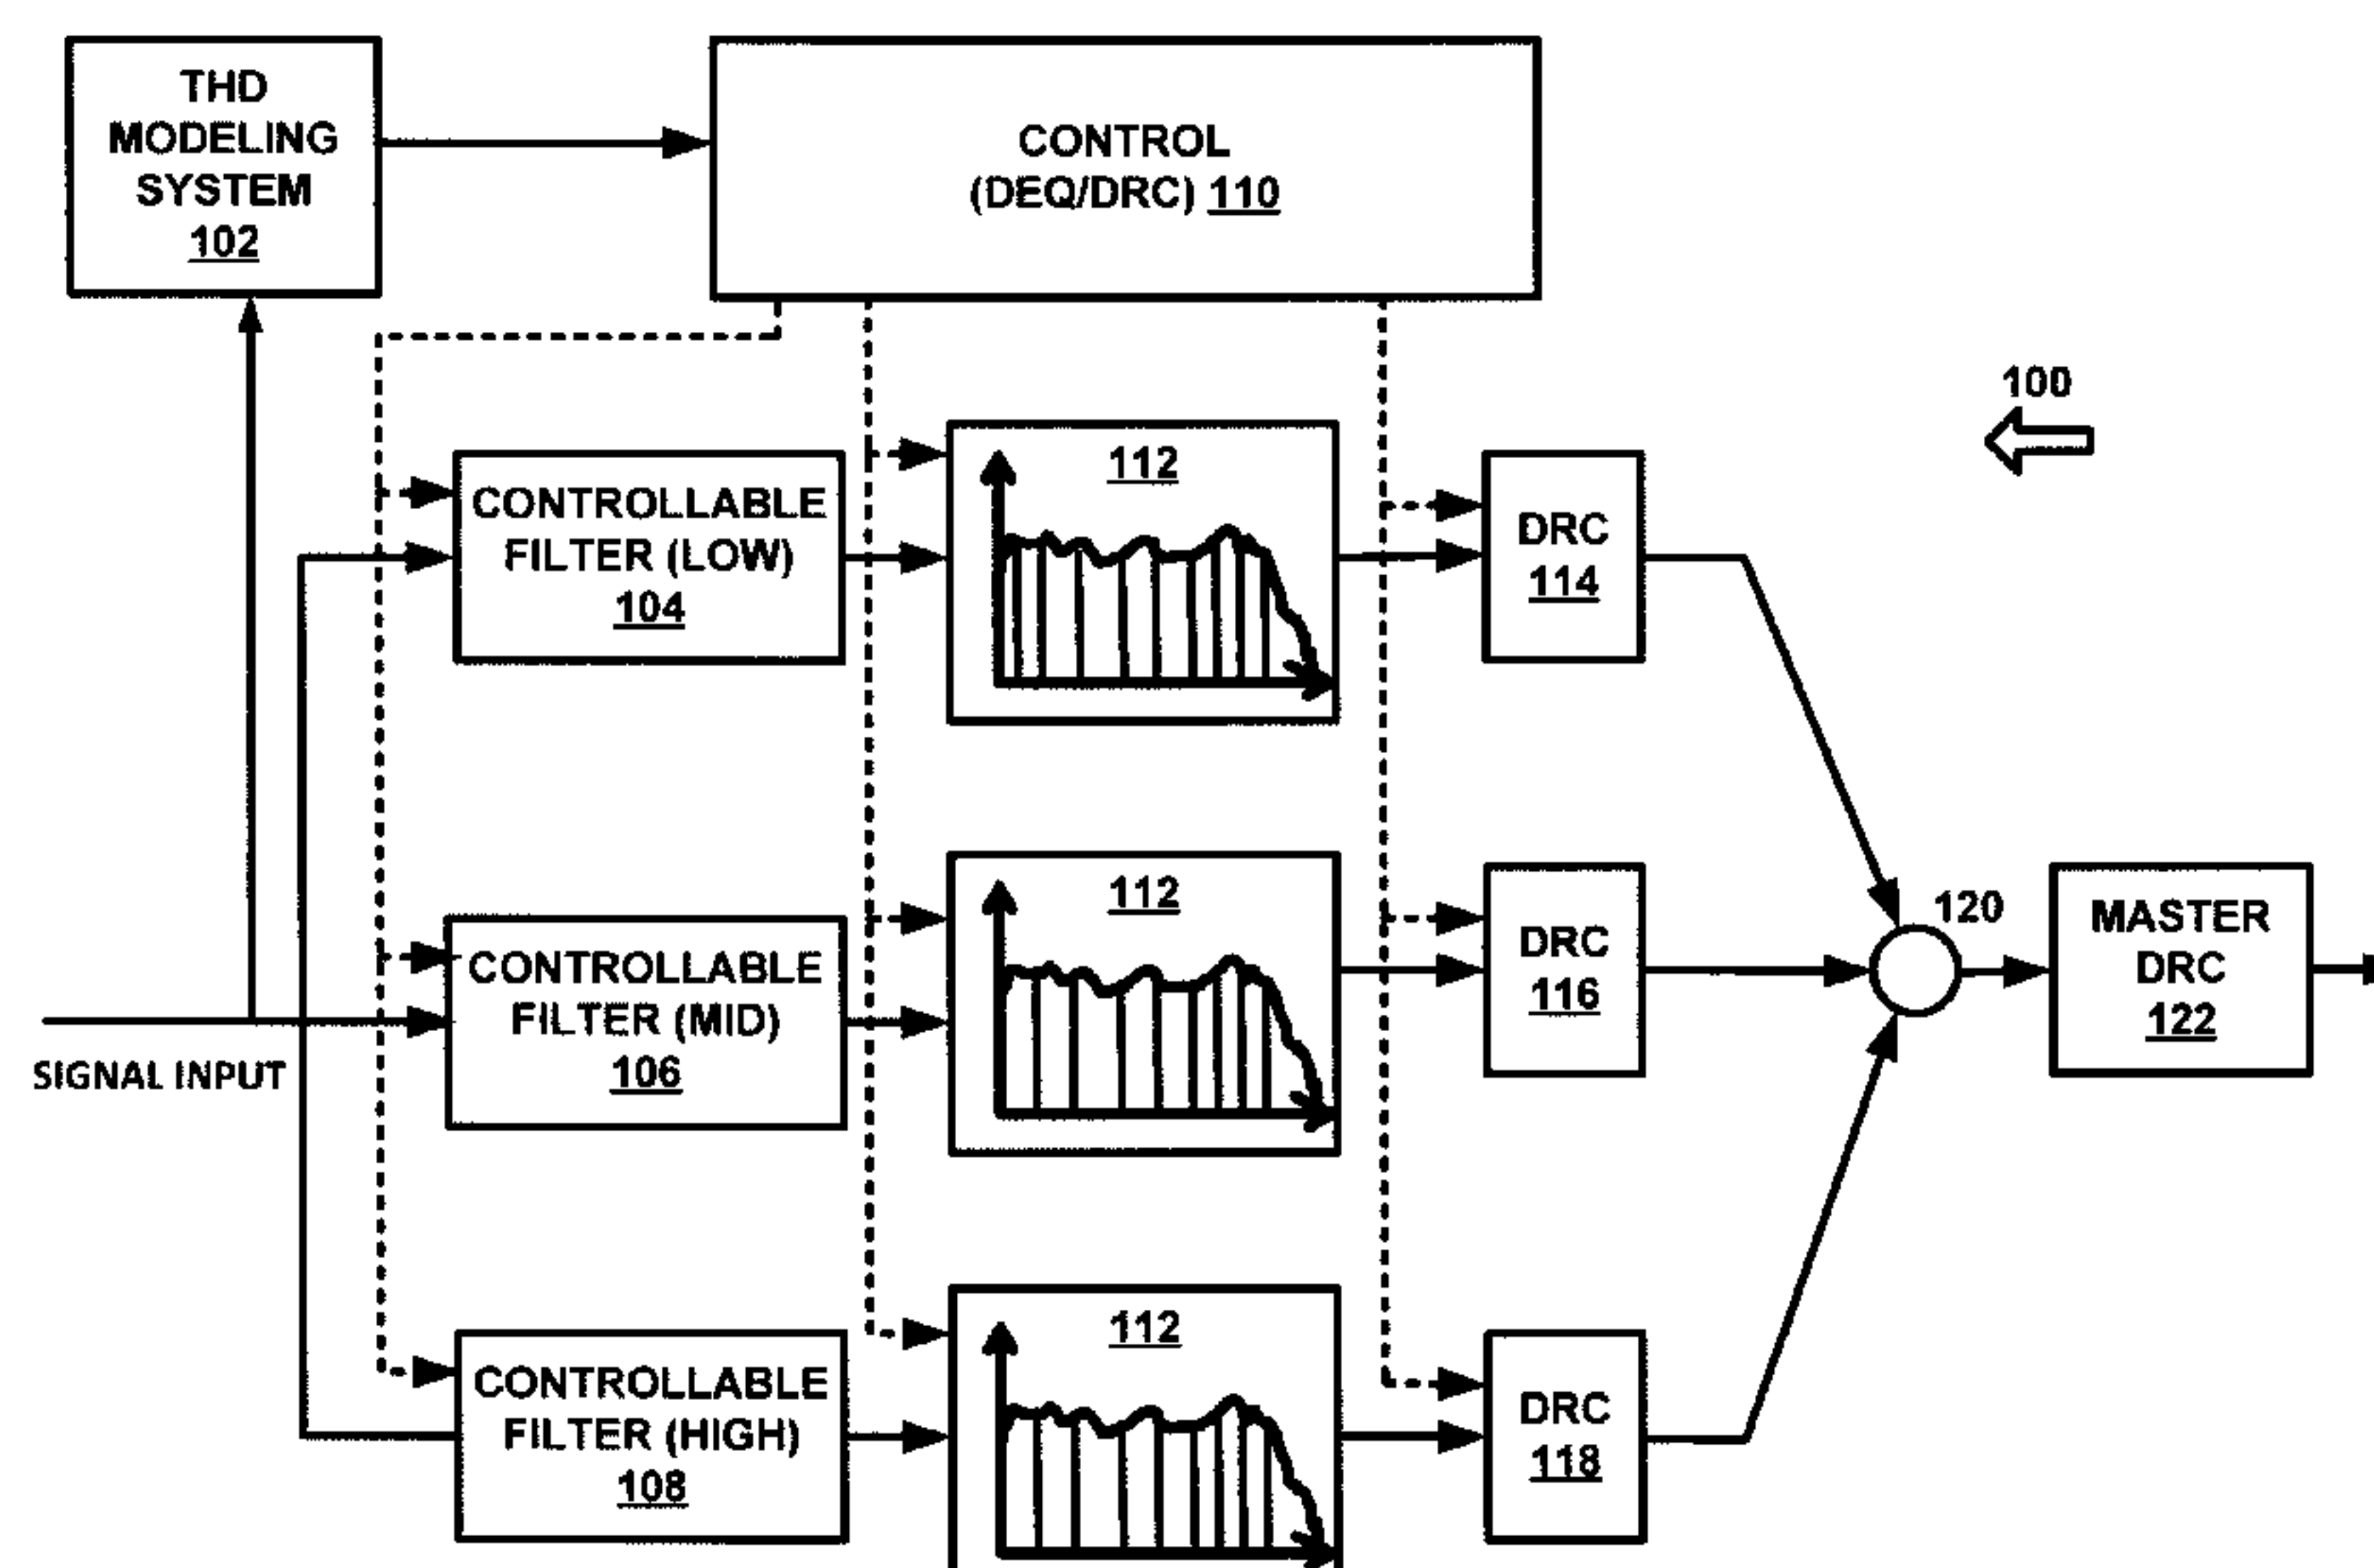 THD
MODELING
SYSTEM
102
CONTROL
(DEQ/DRC) 110
100
CONTROLLABLE
FILTER (LOW)
104
112
DRC
114
CONTROLLABLE
FILTER (MID)
106
112
DRC
116
120
MASTER
DRC
122
SIGNAL INPUT
CONTROLLABLE
FILTER (HIGH)
108
112
DRC
118